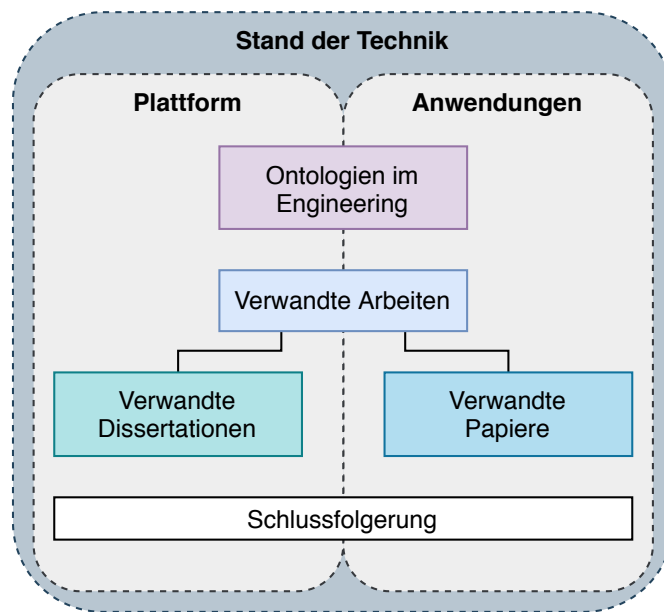 Stand der Technik
Plattform
Anwendungen
Ontologien im
Engineering
Verwandte Arbeiten
Verwandte
Dissertationen
Verwandte
Papiere
Schlussfolgerung